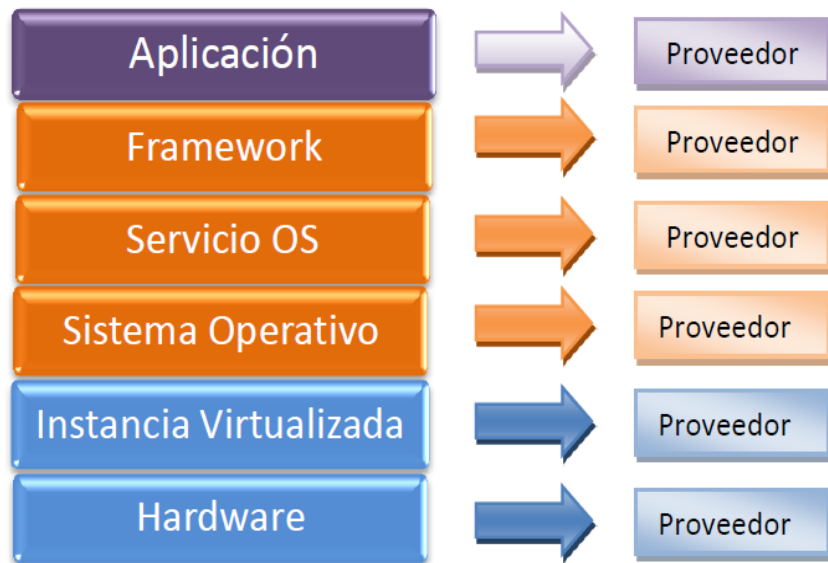 Aplicación Proveedor
Framework Proveedor
Servicio OS Proveedor
Sistema Operativo Proveedor
Instancia Virtualizada Proveedor
Hardware Proveedor